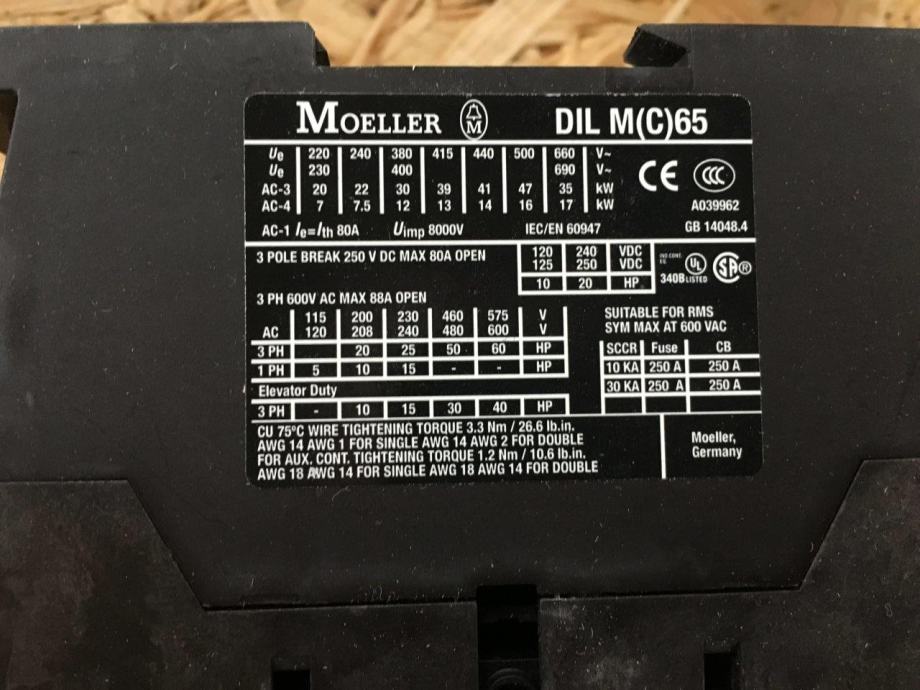 MOELLER M DIL M(C)65
Ue 220 240 380 415 440 500 660 V~
Ue 230 400 690 V~
AC-3 20 22 30 39 41 47 35 kW
AC-4 7 7.5 12 13 14 16 17 kW
CE CCC
A039962
AC-1 Ie=Ith 80A Uimp 8000V IEC/EN 60947 GB 14048.4
3 POLE BREAK 250 V DC MAX 80A OPEN
120 240 VDC
125 250 VDC
10 20 HP
IND.CONT.
EQ.
340B UL LISTED SA ®
3 PH 600V AC MAX 88A OPEN
115 200 230 460 575 V
AC 120 208 240 480 600 V
3 PH 20 25 50 60 HP
1 PH 5 10 15 - - HP
Elevator Duty
3 PH - 10 15 30 40 HP
SUITABLE FOR RMS
SYM MAX AT 600 VAC
SCCR Fuse CB
10 KA 250 A 250 A
30 KA 250 A 250 A
CU 75°C WIRE TIGHTENING TORQUE 3.3 Nm / 26.6 lb.in.
AWG 14 AWG 1 FOR SINGLE AWG 14 AWG 2 FOR DOUBLE
FOR AUX. CONT. TIGHTENING TORQUE 1.2 Nm / 10.6 lb.in.
AWG 18 AWG 14 FOR SINGLE AWG 18 AWG 14 FOR DOUBLE
Moeller,
Germany